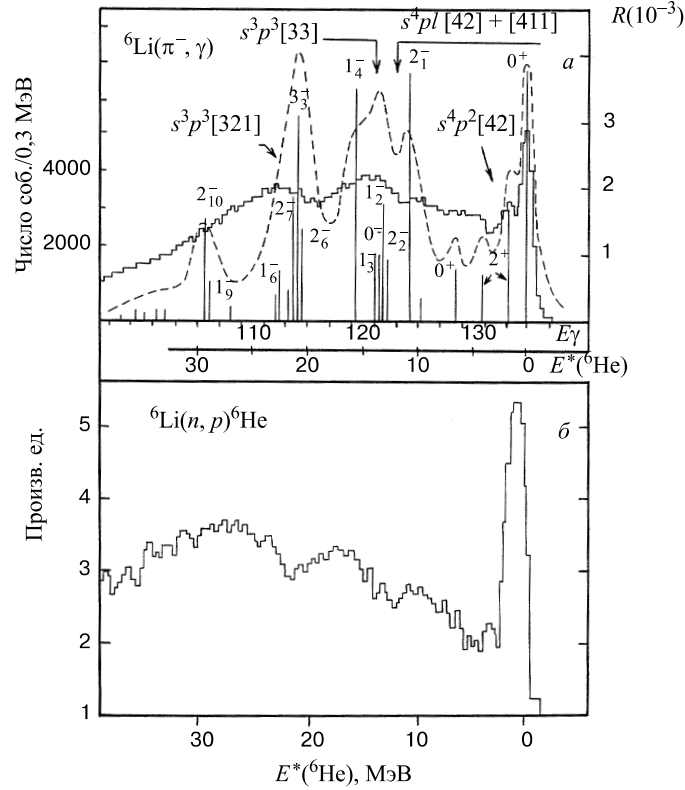 s³p³[33]
s⁴pl [42] + [411]
R(10⁻³)
⁶Li(π⁻, γ)
2₁⁻
0⁺
а
1₄⁻
4
3₃⁻
s³p³[321]
s⁴p²[42]
3
Число соб./0,3 МэВ
4000
2
2₁₀⁻
2₇⁻
1₂⁻
2000
2₆⁻
0⁻
2₂⁻
1₉⁻
1₆⁻
1₃⁻
0⁺
2⁺
1
110
120
130
Eγ
30
20
10
0
E*(⁶He)
⁶Li(n, p)⁶He
б
Произв. ед.
5
4
3
2
1
30
20
10
0
E*(⁶He), МэВ